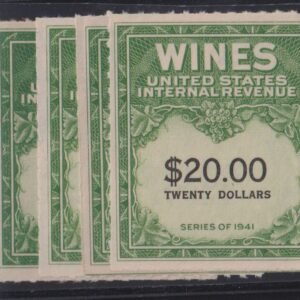 WINES
UNITED STATES
INTERNAL REVENUE
$20.00
TWENTY DOLLARS
SERIES OF 1941